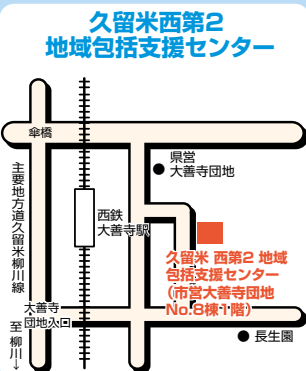 久留米西第2
地域包括支援センター
傘橋
県営
大善寺団地
主要地方道久留米柳川線
西鉄
大善寺駅
久留米 西第2 地域
包括支援センター
(市営大善寺団地
No.8棟1階)
大善寺
団地入口
至 柳川↓
長生園